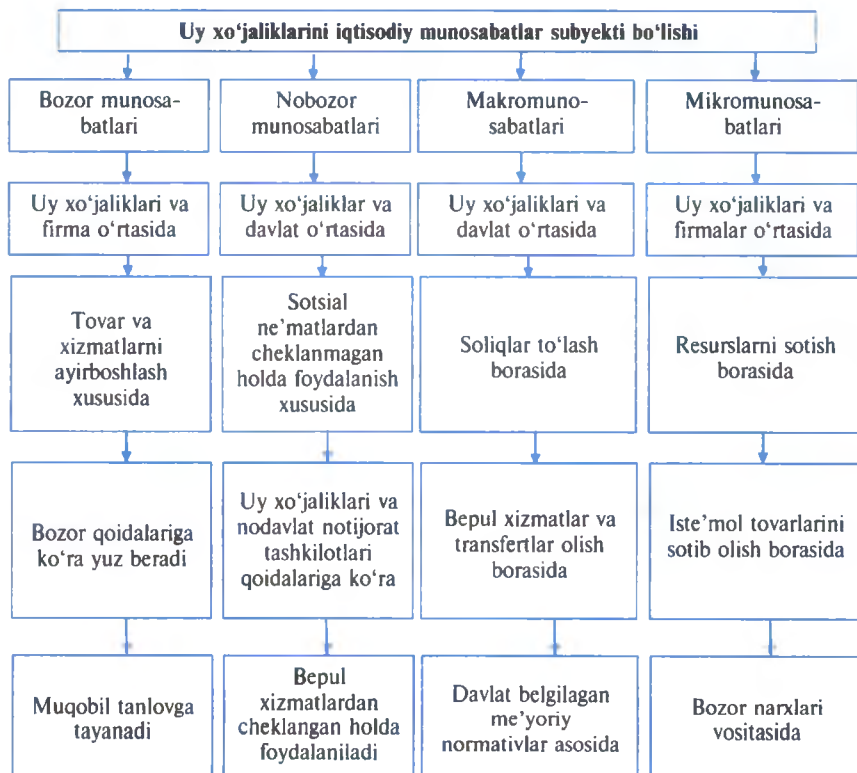 Uy xo‘jaliklarini iqtisodiy munosabatlar subyekti bo‘lishi
Bozor munosa-
batlari
Nobozor
munosabatlari
Makromuno-
sabatlari
Mikromunosa-
batlari
Uy xo‘jaliklari va
firma o‘rtasida
Uy xo‘jaliklar va
davlat o‘rtasida
Uy xo‘jaliklari va
davlat o‘rtasida
Uy xo‘jaliklari va
firmalar o‘rtasida
Tovar va
xizmatlarni
ayirboshlash
xususida
Sotsial
ne’matlardan
cheklanmagan
holda foydalanish
xususida
Soliqlar to‘lash
borasida
Resurslarni sotish
borasida
Bozor qoidalariga
ko‘ra yuz beradi
Uy xo‘jaliklari va
nodavlat notijorat
tashkilotlari
qoidalariga ko‘ra
Bepul xizmatlar va
transfertlar olish
borasida
Iste’mol tovarlarini
sotib olish borasida
Muqobil tanlovga
tayanadi
Bepul
xizmatlardan
cheklangan holda
foydalaniladi
Davlat belgilagan
me’yoriy
normativlar asosida
Bozor narxlari
vositasida